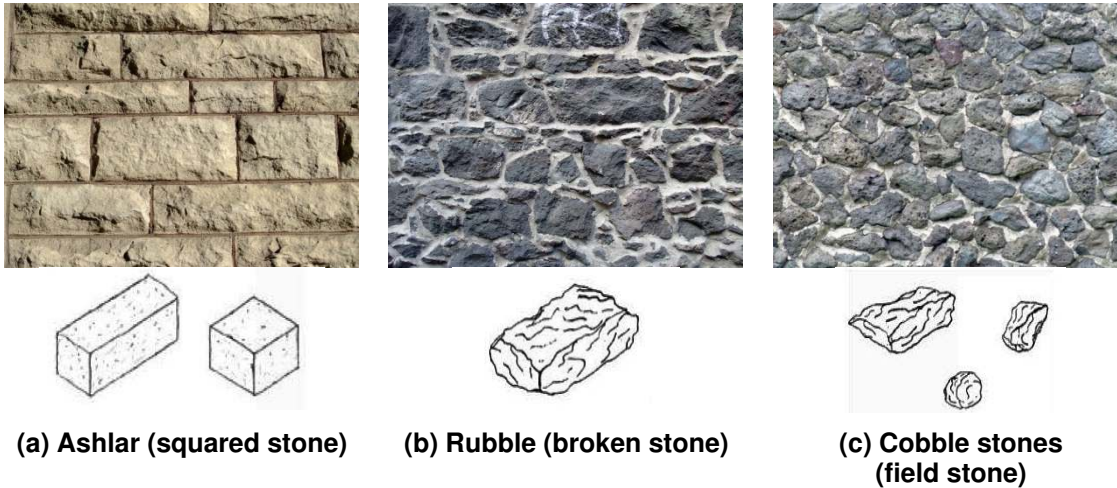 (a) Ashlar (squared stone)
(b) Rubble (broken stone)
(c) Cobble stones
(field stone)